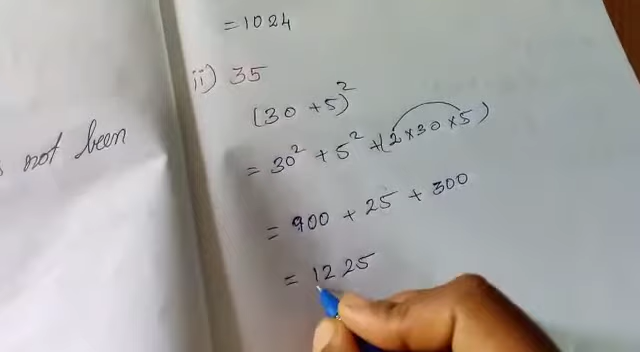 =1024
ii) 35
(30 +5)²
= 30² + 5² +(2×30×5)
= 900 + 25 + 300
= 1225
not been